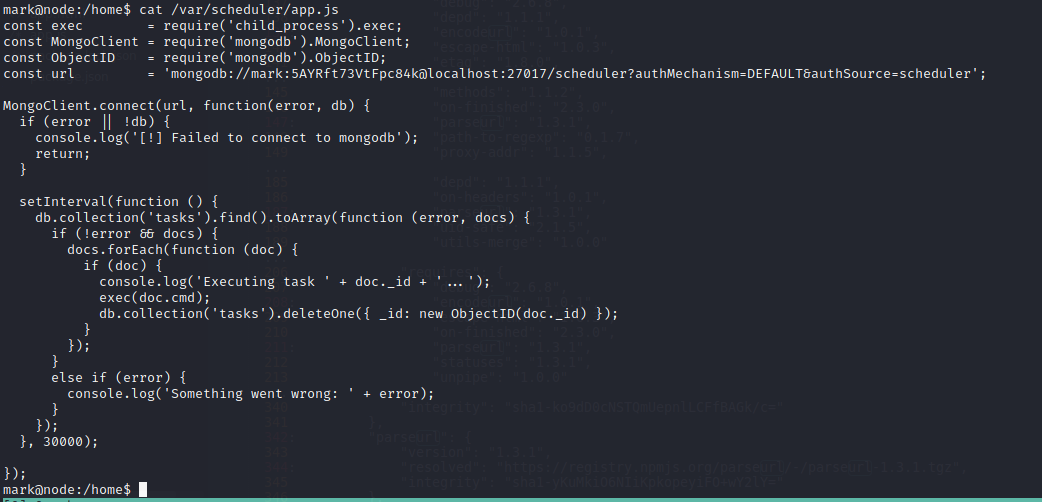 mark@node:/home$ cat /var/scheduler/app.js
const exec        = require('child_process').exec;
const MongoClient = require('mongodb').MongoClient;
const ObjectID    = require('mongodb').ObjectID;
const url         = 'mongodb://mark:5AYRft73VtFpc84k@localhost:27017/scheduler?authMechanism=DEFAULT&authSource=scheduler';

MongoClient.connect(url, function(error, db) {
  if (error || !db) {
    console.log('[!] Failed to connect to mongodb');
    return;
  }

  setInterval(function () {
    db.collection('tasks').find().toArray(function (error, docs) {
      if (!error && docs) {
        docs.forEach(function (doc) {
          if (doc) {
            console.log('Executing task ' + doc._id + '...');
            exec(doc.cmd);
            db.collection('tasks').deleteOne({ _id: new ObjectID(doc._id) });
          }
        });
      }
      else if (error) {
        console.log('Something went wrong: ' + error);
      }
    });
  }, 30000);

});
mark@node:/home$